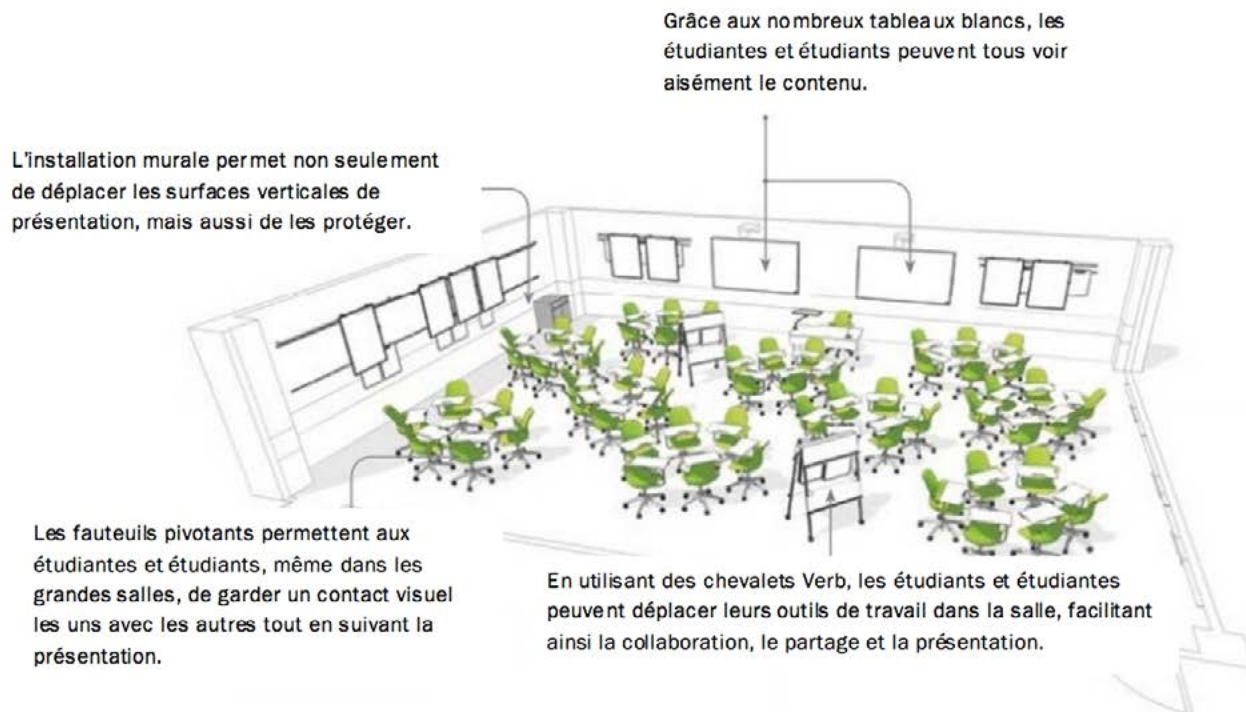 Grâce aux nombreux tableaux blancs, les
étudiantes et étudiants peuvent tous voir
aisément le contenu.
L'installation murale permet non seulement
de déplacer les surfaces verticales de
présentation, mais aussi de les protéger.
Les fauteuils pivotants permettent aux
étudiantes et étudiants, même dans les
grandes salles, de garder un contact visuel
les uns avec les autres tout en suivant la
présentation.
En utilisant des chevalets Verb, les étudiants et étudiantes
peuvent déplacer leurs outils de travail dans la salle, facilitant
ainsi la collaboration, le partage et la présentation.